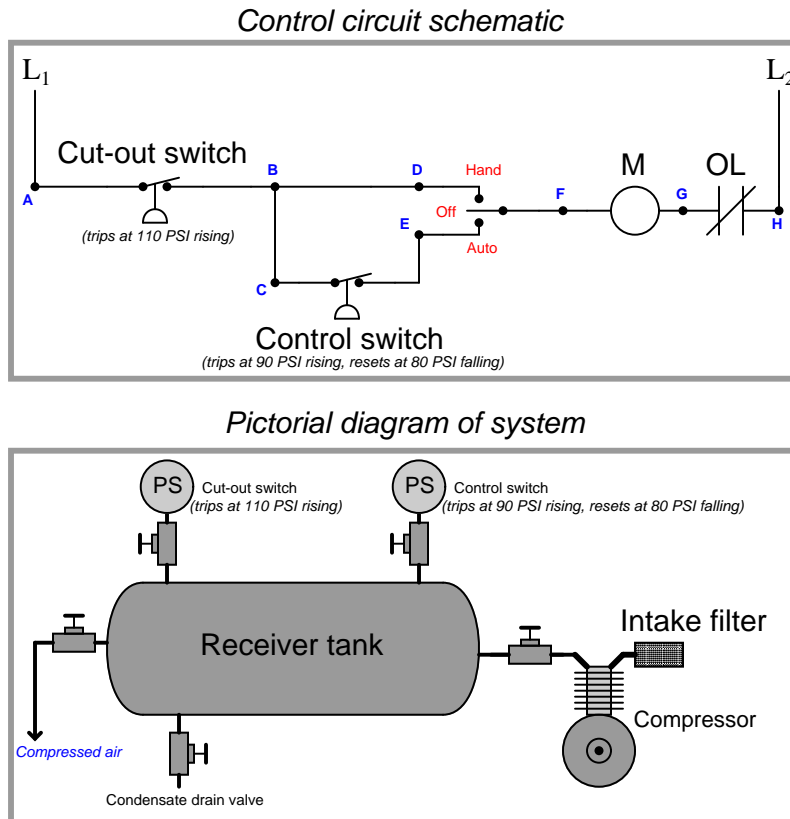 Control circuit schematic
L1
L2
Cut-out switch
(trips at 110 PSI rising)
A
B
D
Hand
Off
E
Auto
F
M
G
OL
H
C
Control switch
(trips at 90 PSI rising, resets at 80 PSI falling)
Pictorial diagram of system
PS
Cut-out switch
(trips at 110 PSI rising)
PS
Control switch
(trips at 90 PSI rising, resets at 80 PSI falling)
Receiver tank
Intake filter
Compressor
Compressed air
Condensate drain valve